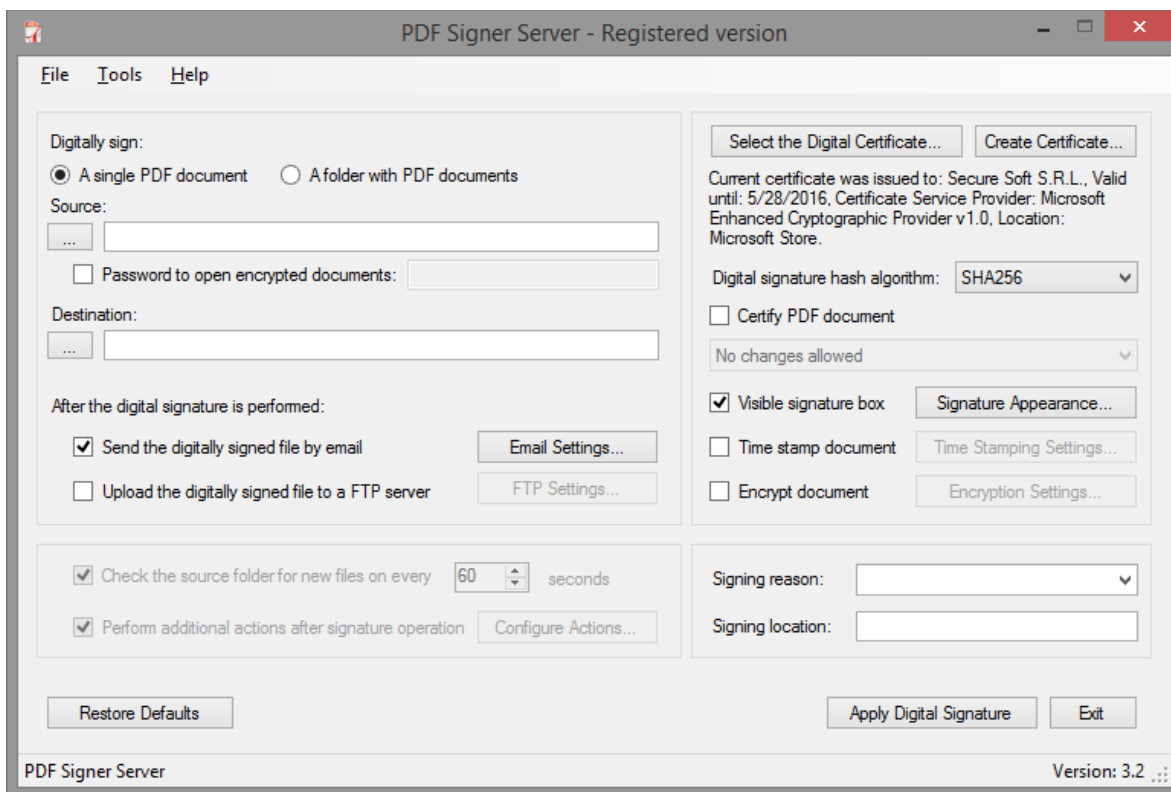 PDF Signer Server - Registered version
File Tools Help
Digitally sign:
A single PDF document A folder with PDF documents
Source:
...
Password to open encrypted documents:
Destination:
...
After the digital signature is performed:
Send the digitally signed file by email Email Settings...
Upload the digitally signed file to a FTP server FTP Settings...
Check the source folder for new files on every 60 seconds
Perform additional actions after signature operation Configure Actions...
Select the Digital Certificate... Create Certificate...
Current certificate was issued to: Secure Soft S.R.L., Valid
until: 5/28/2016, Certificate Service Provider: Microsoft
Enhanced Cryptographic Provider v1.0, Location:
Microsoft Store.
Digital signature hash algorithm: SHA256
Certify PDF document
No changes allowed
Visible signature box Signature Appearance...
Time stamp document Time Stamping Settings...
Encrypt document Encryption Settings...
Signing reason:
Signing location:
Restore Defaults Apply Digital Signature Exit
PDF Signer Server Version: 3.2